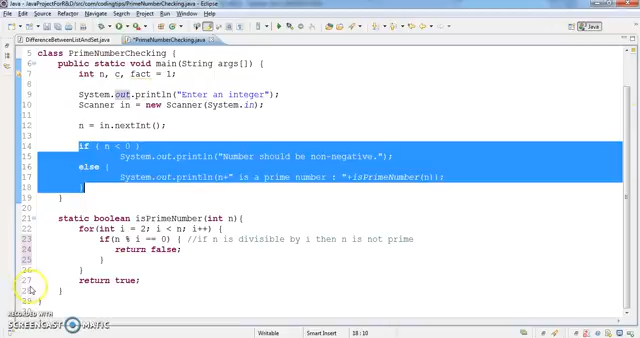 Java - JavaProjectForR&D/src/com/codingtips/PrimeNumberChecking.java - Eclipse
File Edit Source Refactor Navigate Search Project Run Window Help
Java
DifferenceBetweenListAndSet.java *PrimeNumberChecking.java
5 class PrimeNumberChecking {
6 public static void main(String args[]) {
7 int n, c, fact = 1;
8
9 System.out.println("Enter an integer");
10 Scanner in = new Scanner(System.in);
11
12 n = in.nextInt();
13
14 if ( n < 0 )
15 System.out.println("Number should be non-negative.");
16 else {
17 System.out.println(n+" is a prime number : "+isPrimeNumber(n));
18 }
19 }
20
21 static boolean isPrimeNumber(int n){
22 for(int i = 2; i < n; i++) {
23 if(n % i == 0) { //if n is divisible by i then n is not prime
24 return false;
25 }
26 }
27 return true;
28 }
29 }
RECORDED WITH
SCREENCAST MATIC
Writable Smart Insert 18 : 10